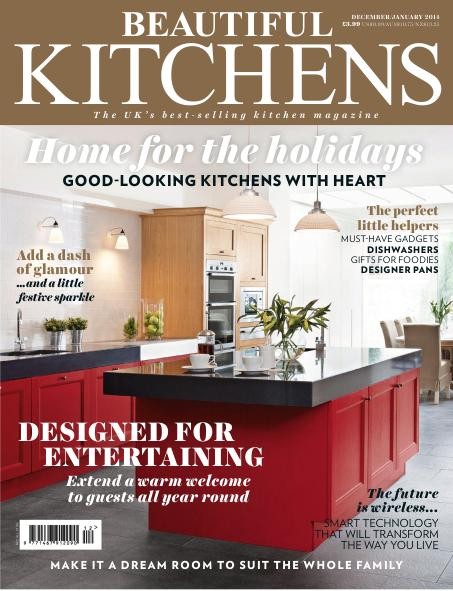 BEAUTIFUL
KITCHENS
DECEMBER/JANUARY 2014
£3.99
The UK's best-selling kitchen magazine
Home for the holidays
GOOD-LOOKING KITCHENS WITH HEART
The perfect
little helpers
MUST-HAVE GADGETS
DISHWASHERS
GIFTS FOR FOODIES
DESIGNER PANS
Add a dash
of glamour
...and a little
festive sparkle
DESIGNED FOR
ENTERTAINING
Extend a warm welcome
to guests all year round
The future
is wireless...
SMART TECHNOLOGY
THAT WILL TRANSFORM
THE WAY YOU LIVE
12>
9 771467 912090
MAKE IT A DREAM ROOM TO SUIT THE WHOLE FAMILY